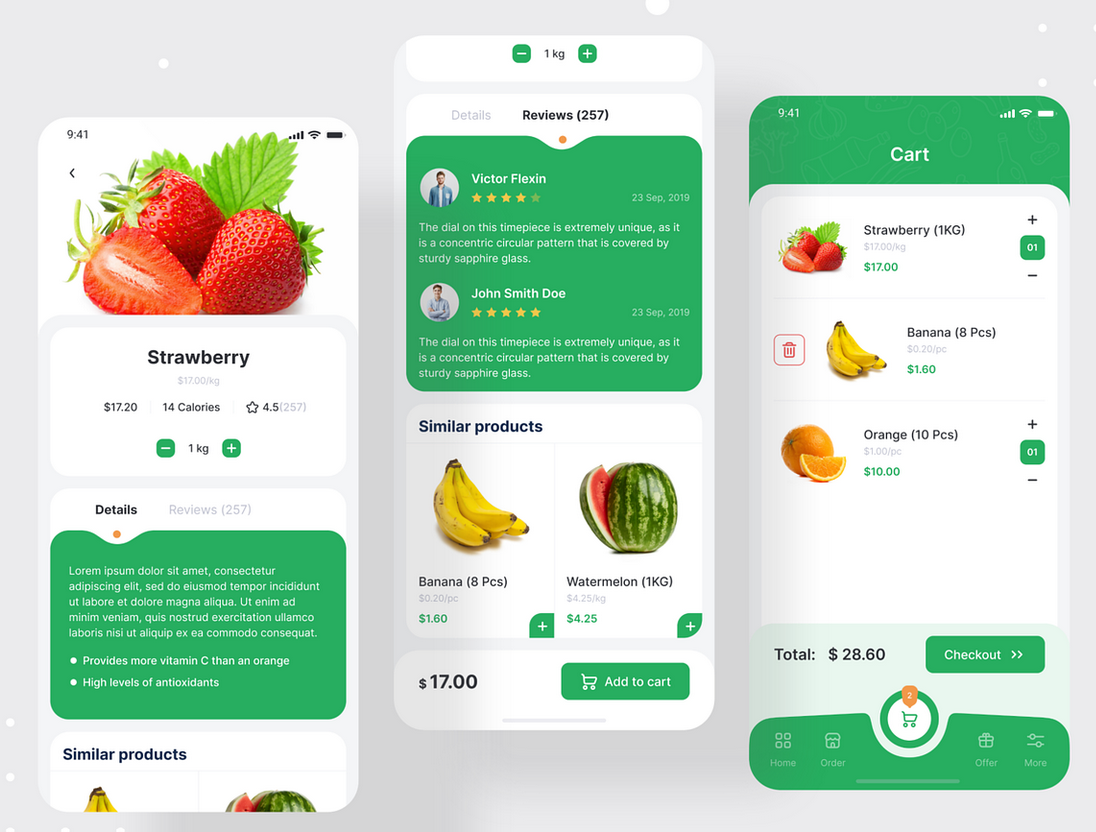 9:41
Strawberry
$17.00/kg
$17.20 14 Calories 4.5(257)
1 kg
Details Reviews (257)
Lorem ipsum dolor sit amet, consectetur
adipiscing elit, sed do eiusmod tempor incididunt
ut labore et dolore magna aliqua. Ut enim ad
minim veniam, quis nostrud exercitation ullamco
laboris nisi ut aliquip ex ea commodo consequat.
Provides more vitamin C than an orange
High levels of antioxidants
Similar products
1 kg
Details Reviews (257)
Victor Flexin
23 Sep, 2019
The dial on this timepiece is extremely unique, as it
is a concentric circular pattern that is covered by
sturdy sapphire glass.
John Smith Doe
23 Sep, 2019
The dial on this timepiece is extremely unique, as it
is a concentric circular pattern that is covered by
sturdy sapphire glass.
Similar products
Banana (8 Pcs) Watermelon (1KG)
$0.20/pc $4.25/kg
$1.60 $4.25
$17.00 Add to cart
9:41
Cart
Strawberry (1KG)
$17.00/kg
01
$17.00
Banana (8 Pcs)
$0.20/pc
$1.60
Orange (10 Pcs)
$1.00/pc
01
$10.00
Total: $ 28.60 Checkout
2
Home Order Offer More